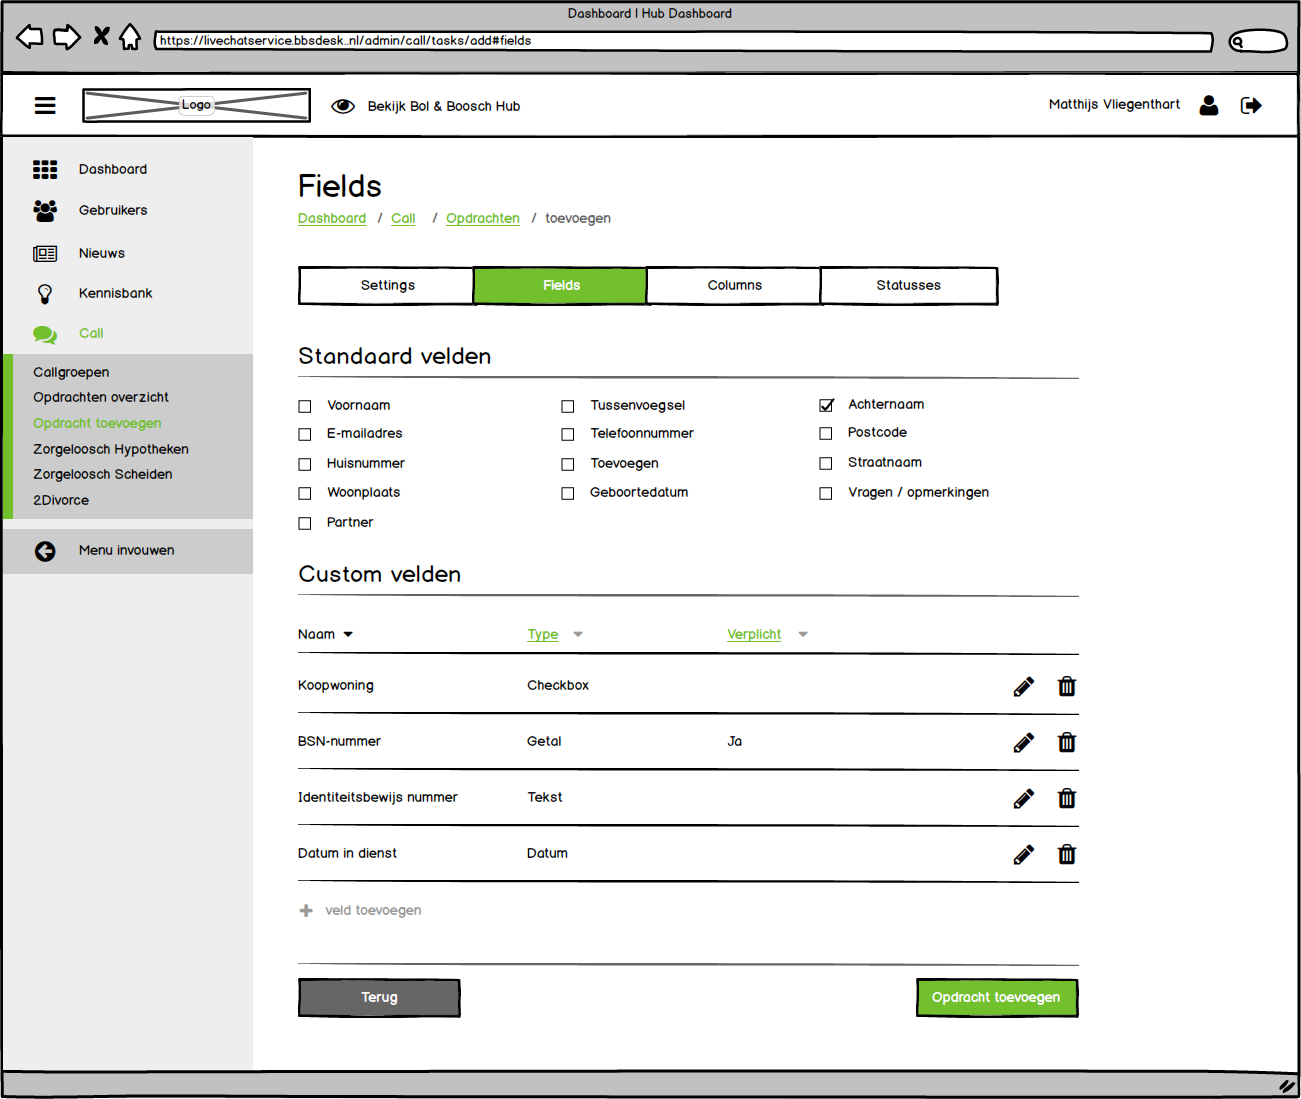 Dashboard | Hub Dashboard
https://livechatservice.bbsdesk..nl/admin/call/tasks/add#fields
Logo
Bekijk Bol & Boosch Hub
Matthijs Vliegenthart
Dashboard
Gebruikers
Nieuws
Kennisbank
Call
Callgroepen
Opdrachten overzicht
Opdracht toevoegen
Zorgeloosch Hypotheken
Zorgeloosch Scheiden
2Divorce
Menu invouwen
Fields
Dashboard / Call / Opdrachten / toevoegen
Settings Fields Columns Statusses
Standaard velden
Voornaam Tussenvoegsel Achternaam
E-mailadres Telefoonnummer Postcode
Huisnummer Toevoegen Straatnaam
Woonplaats Geboortedatum Vragen / opmerkingen
Partner
Custom velden
Naam Type Verplicht
Koopwoning Checkbox
BSN-nummer Getal Ja
Identiteitsbewijs nummer Tekst
Datum in dienst Datum
veld toevoegen
Terug Opdracht toevoegen